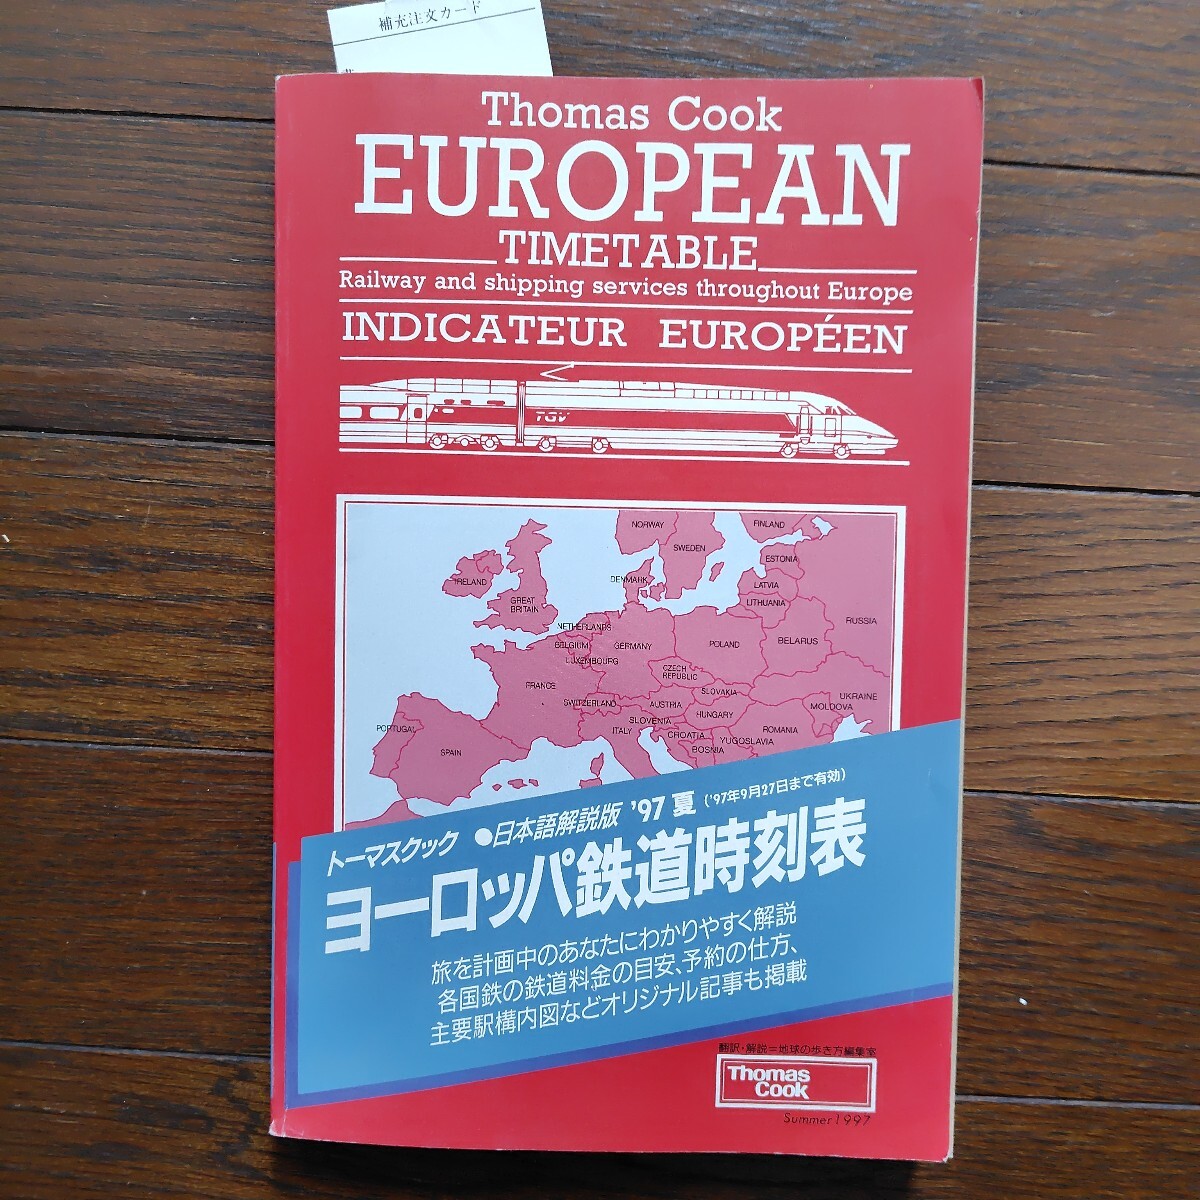 補充注文カード
Thomas Cook
EUROPEAN
TIMETABLE
Railway and shipping services throughout Europe
INDICATEUR EUROPÉEN
TGV
NORWAY
FINLAND
SWEDEN
ESTONIA
DENMARK
IRELAND
LATVIA
GREAT
BRITAIN
LITHUANIA
RUSSIA
NETHERLANDS
BELGIUM
GERMANY
POLAND
BELARUS
LUXEMBOURG
CZECH
REPUBLIC
FRANCE
SLOVAKIA
UKRAINE
SWITZERLAND
AUSTRIA
HUNGARY
MOLDOVA
SLOVENIA
PORTUGAL
ITALY
CROATIA
ROMANIA
SPAIN
BOSNIA
YUGOSLAVIA
トーマスクック ●日本語解説版 '97 夏 ('97年9月27日まで有効)
ヨーロッパ鉄道時刻表
旅を計画中のあなたにわかりやすく解説
各国鉄の鉄道料金の目安、予約の仕方、
主要駅構内図などオリジナル記事も掲載
翻訳・解説=地球の歩き方編集室
Thomas
Cook
Summer 1997